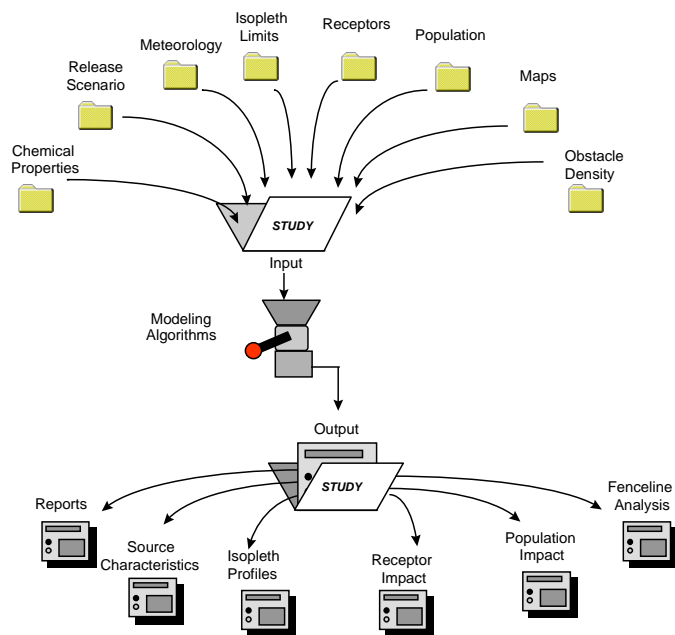 Isopleth
Limits
Receptors
Population
Meteorology
Maps
Release
Scenario
Chemical
Properties
Obstacle
Density
STUDY
Input
Modeling
Algorithms
Output
STUDY
Reports
Fenceline
Analysis
Source
Characteristics
Isopleth
Profiles
Receptor
Impact
Population
Impact